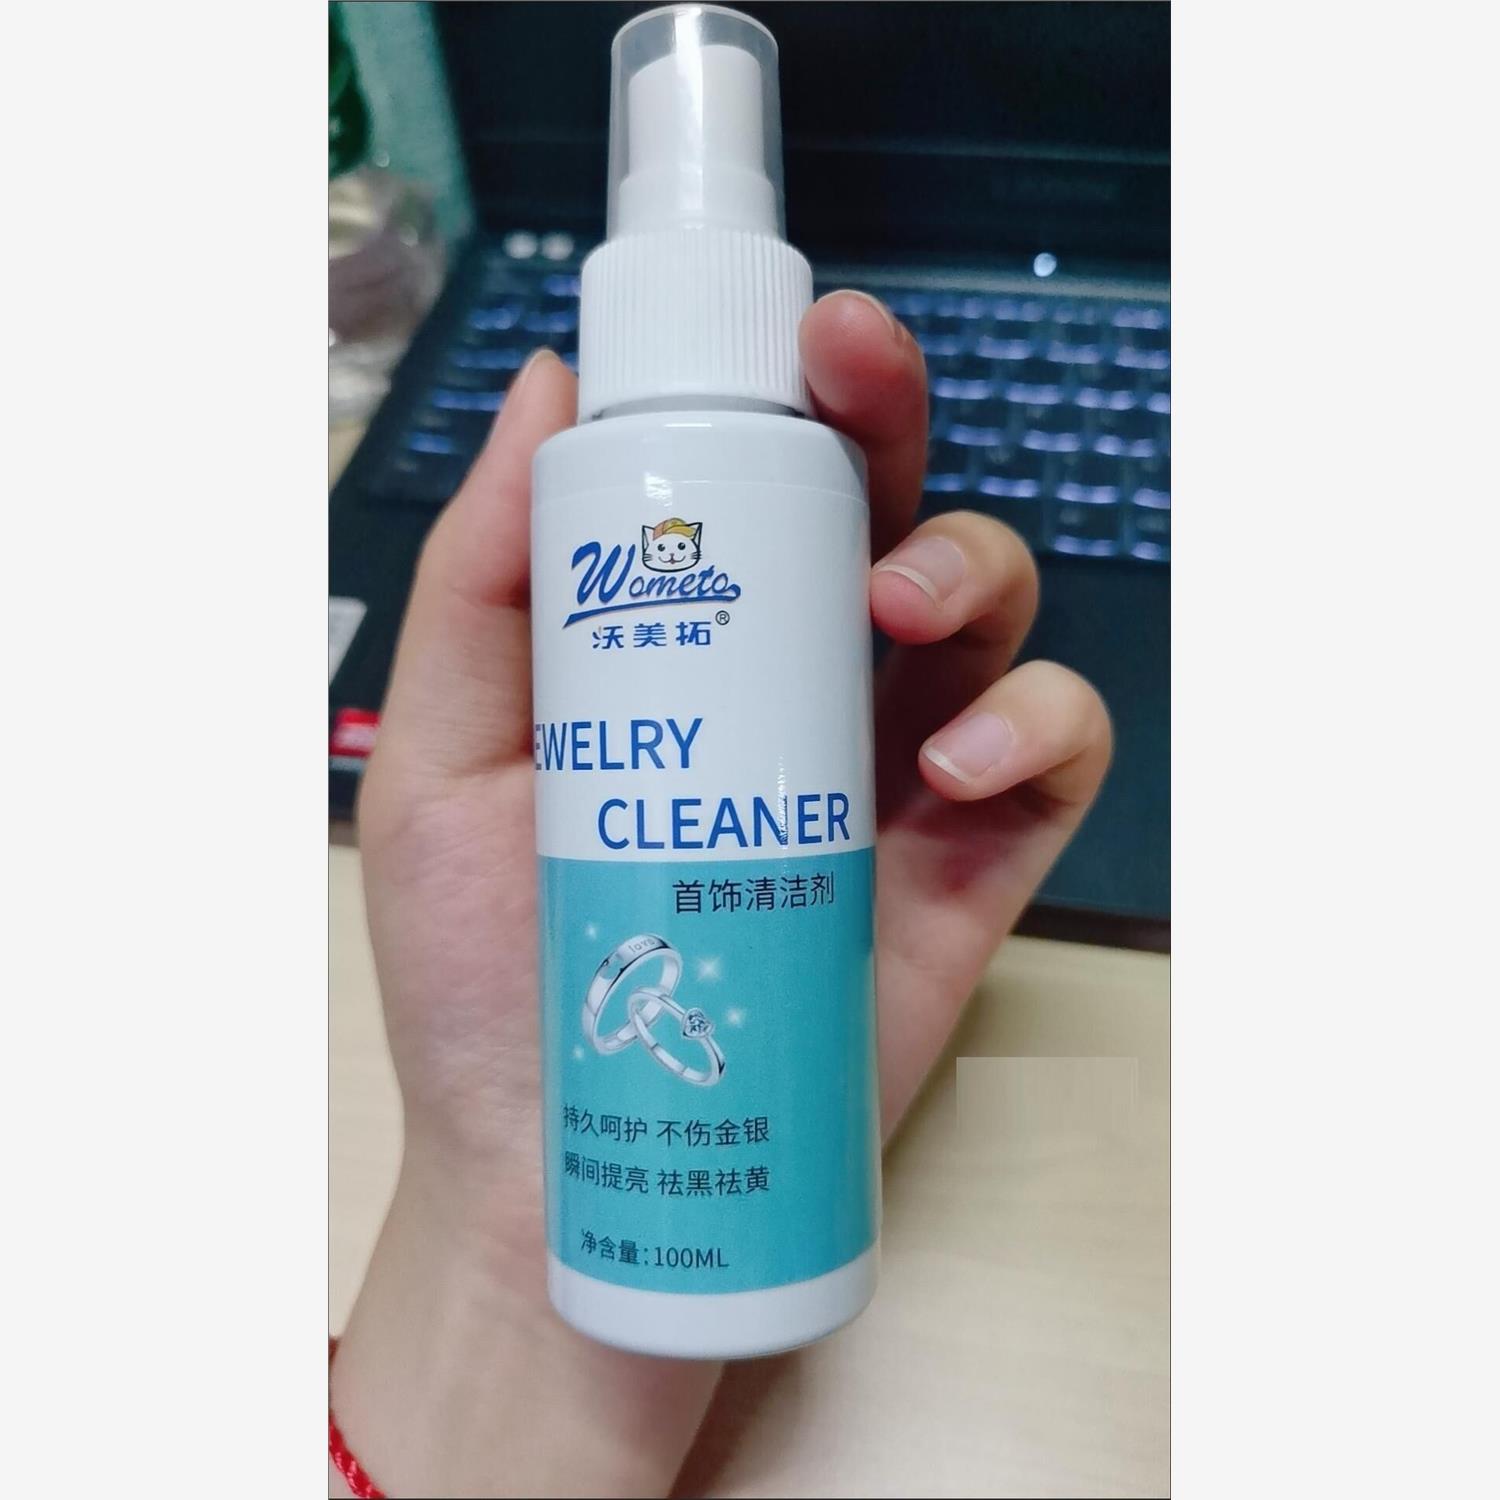 Wometo
沃美拓®
EWELRY
CLEANER
首饰清洁剂
love
持久呵护 不伤金银
瞬间提亮 祛黑祛黄
净含量:100ML